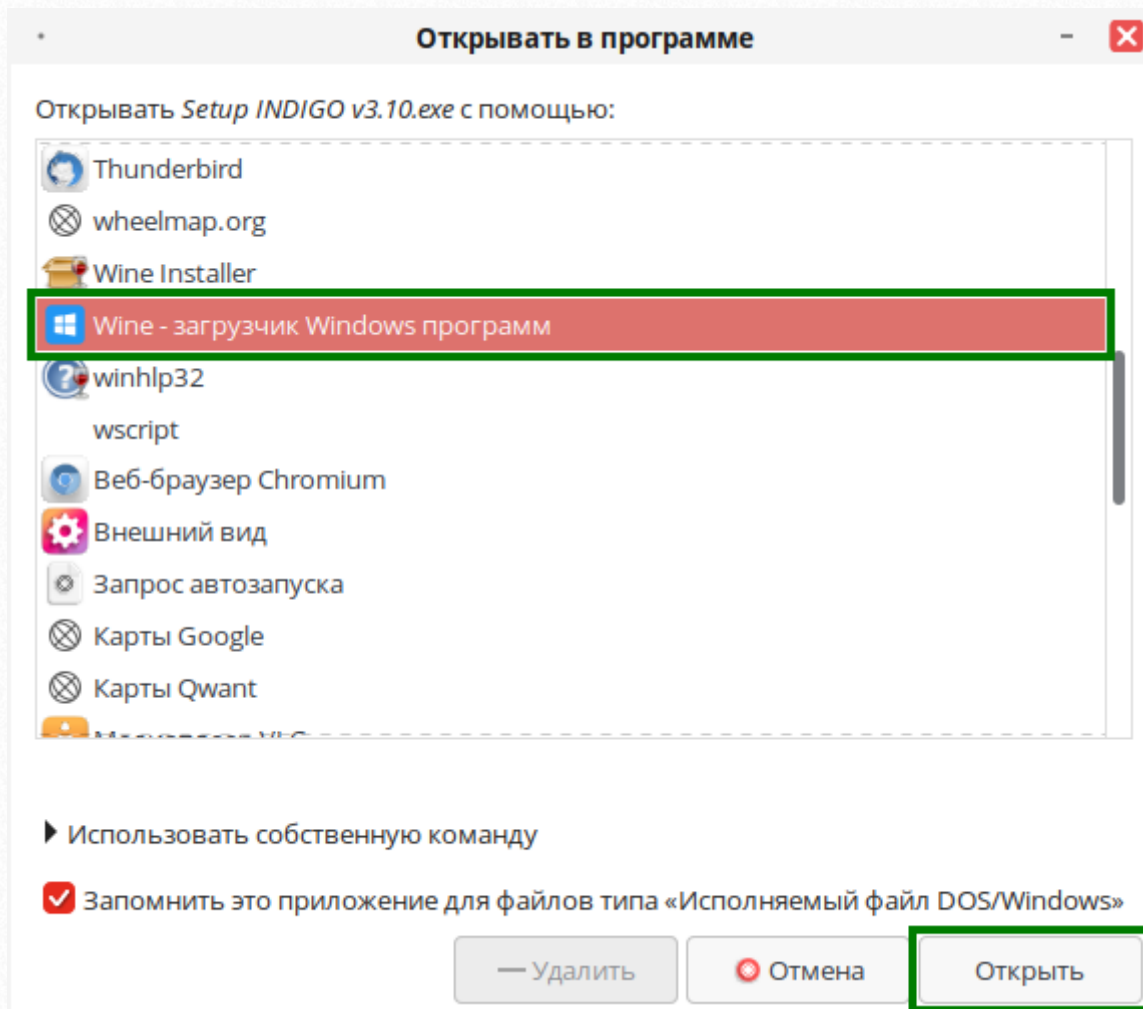 Открывать в программе
Открывать Setup INDIGO v3.10.exe с помощью:
Thunderbird
wheelmap.org
Wine Installer
Wine - загрузчик Windows программ
winhlp32
wscript
Веб-браузер Chromium
Внешний вид
Запрос автозапуска
Карты Google
Карты Qwant
Использовать собственную команду
Запомнить это приложение для файлов типа «Исполняемый файл DOS/Windows»
Удалить
Отмена
Открыть